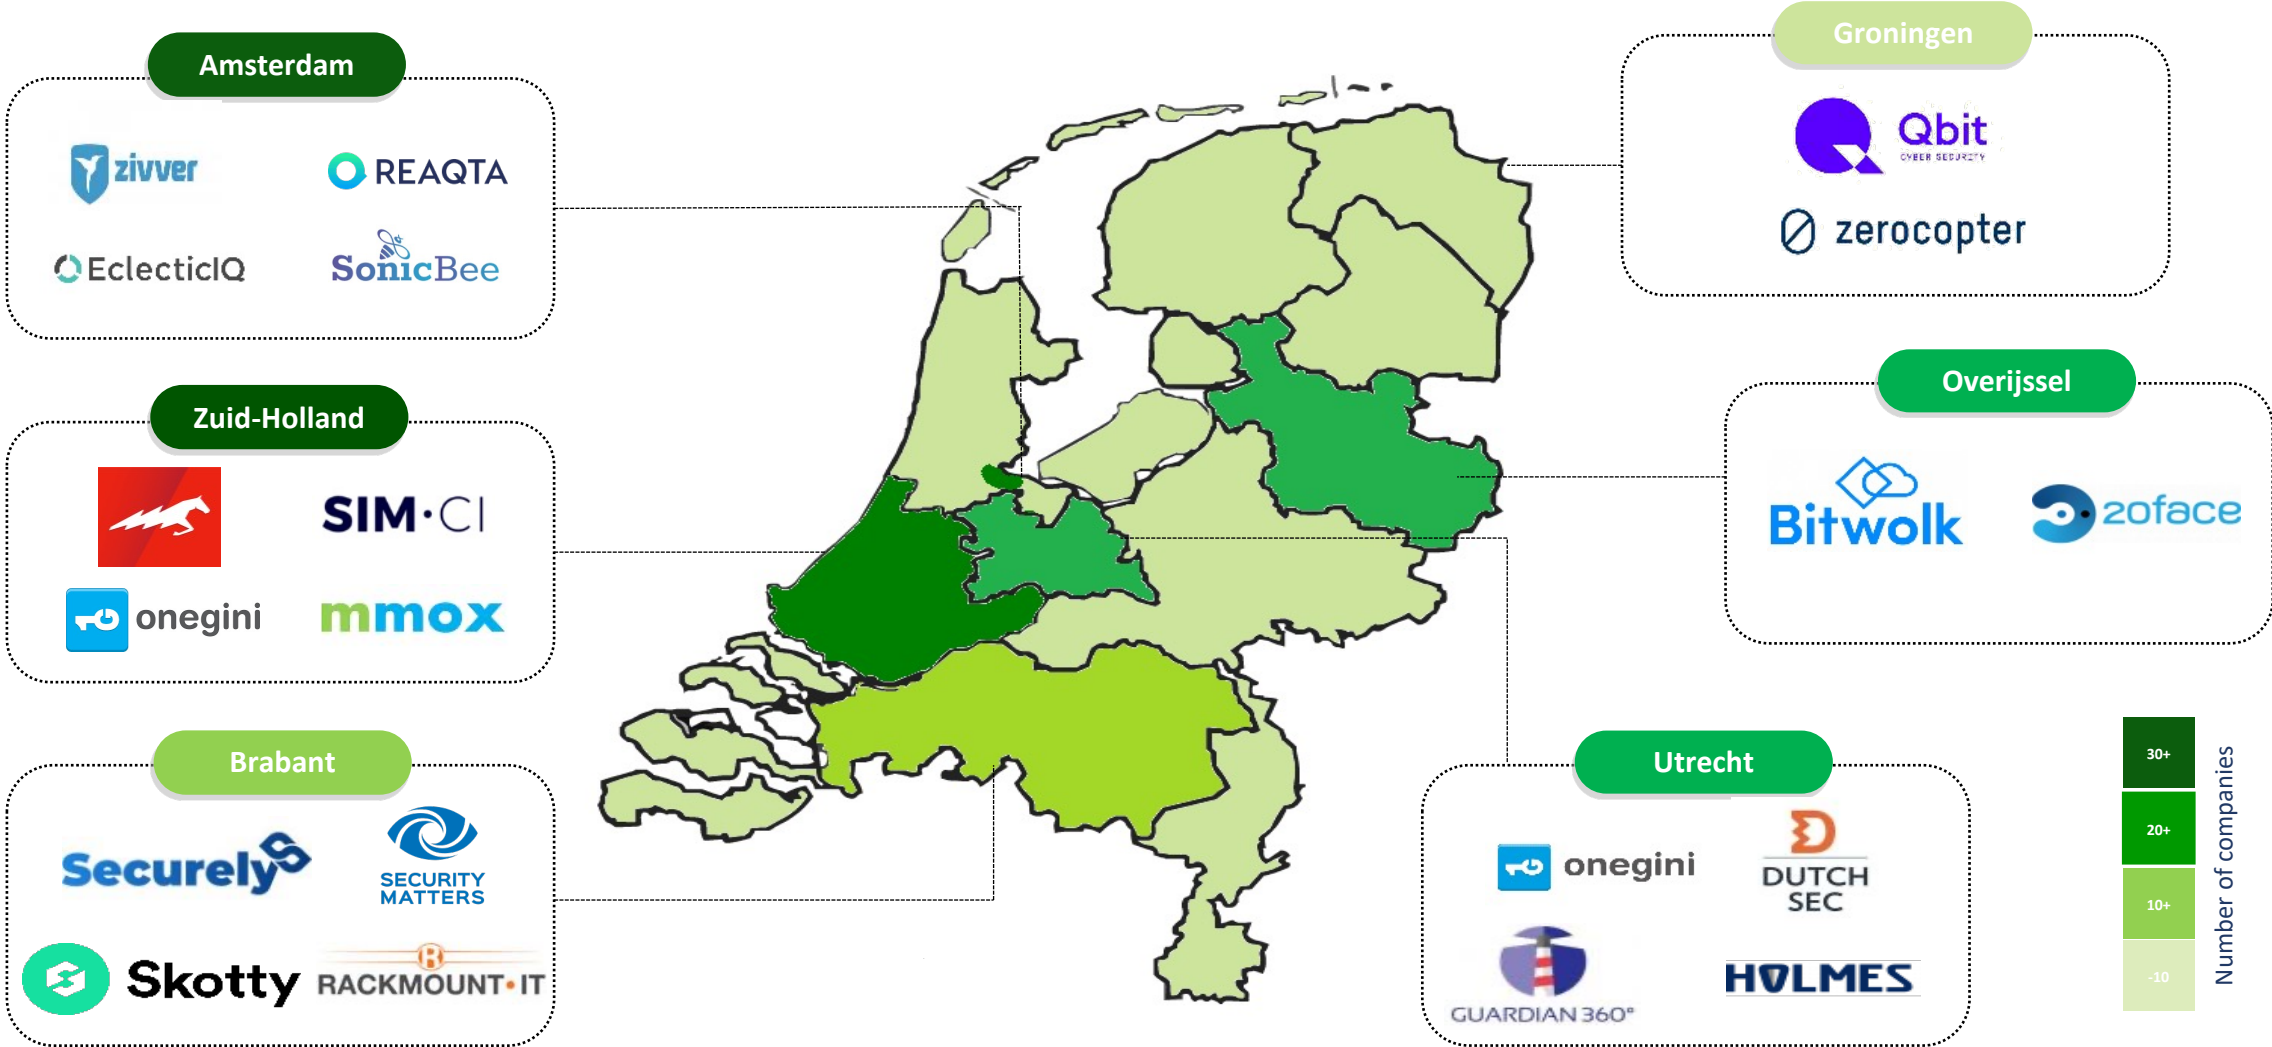 Amsterdam
zivver
REAQTA
EclecticIQ
SonicBee
Zuid-Holland
SIM·CI
onegini
mmox
Brabant
Securely
SECURITY
MATTERS
Skotty
RACKMOUNT·IT
Groningen
Qbit
CYBER SECURITY
zerocopter
Overijssel
Bitwolk
20face
Utrecht
onegini
DUTCH
SEC
GUARDIAN 360°
HOLMES
30+
20+
10+
-10
Number of companies